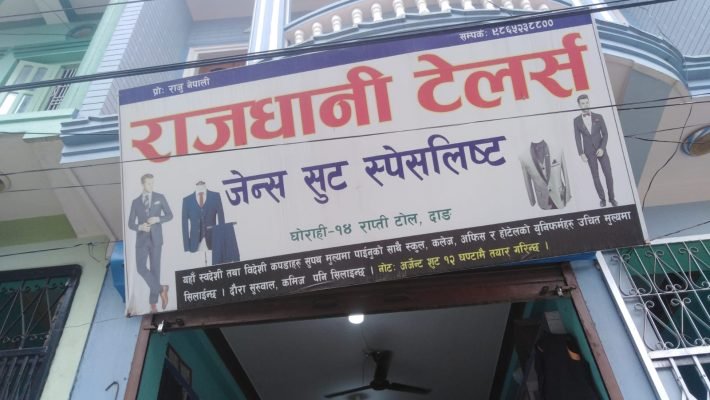 प्रो: राजु नेपाली
सम्पर्क: ९८६५२३८८००
राजधानी टेलर्स
जेन्स सुट स्पेसलिष्ट
घोराही-१४ राप्ती टोल, दाङ
यहाँ स्वदेशी तथा विदेशी कपडाहरु सुपथ मुल्यमा पाईनुको साथै स्कुल, कलेज, अफिस र होटेलको युनिफर्महरु उचित मुल्यमा
सिलाईन्छ । दौरा सुरुवाल, कमिज पनि सिलाइन्छ । नोट: अर्जेन्ट सुट १२ घण्टामै तयार गरिन्छ ।